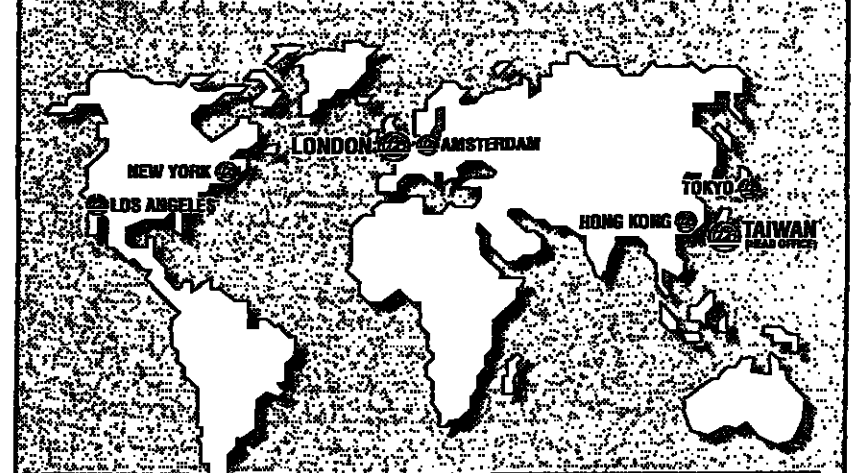 LONDON
AMSTERDAM
NEW YORK
LOS ANGELES
TOKYO
HONG KONG
TAIWAN
(HEAD OFFICE)